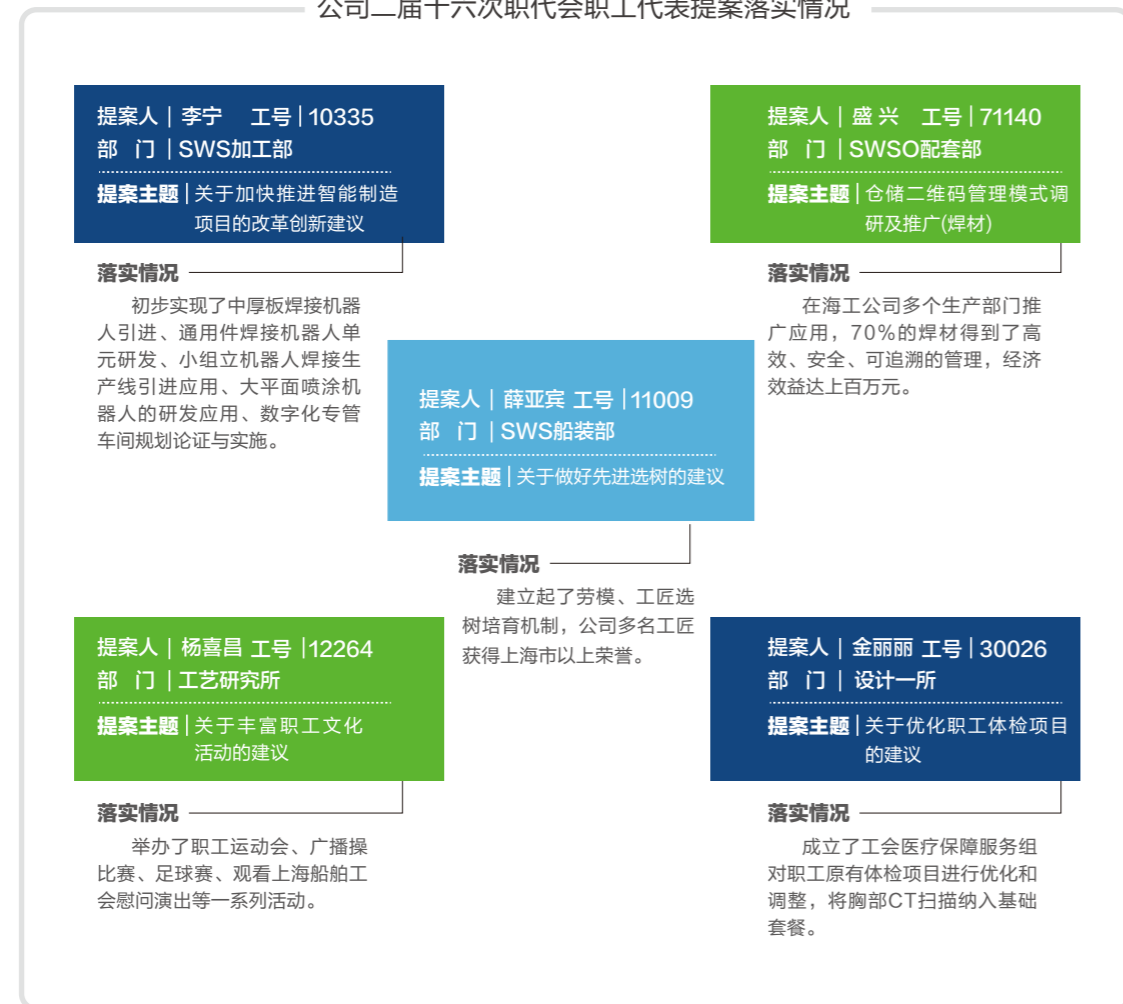 公司二届十六次职代会职工代表提案落实情况
提案人 | 李宁 工号 | 10335
部 门 | SWS加工部
提案主题 | 关于加快推进智能制造
项目的改革创新建议
落实情况
初步实现了中厚板焊接机器
人引进、通用件焊接机器人单
元研发、小组立机器人焊接生
产线引进应用、大平面喷涂机
器人的研发应用、数字化专管
车间规划论证与实施。
提案人 | 盛 兴 工号 | 71140
部 门 | SWSO配套部
提案主题 | 仓储二维码管理模式调
研及推广(焊材)
落实情况
在海工公司多个生产部门推
广应用，70%的焊材得到了高
效、安全、可追溯的管理，经济
效益达上百万元。
提案人 | 薛亚宾 工号 | 11009
部 门 | SWS船装部
提案主题 | 关于做好先进选树的建议
落实情况
建立起了劳模、工匠选
树培育机制，公司多名工匠
获得上海市以上荣誉。
提案人 | 杨喜昌 工号 | 12264
部 门 | 工艺研究所
提案主题 | 关于丰富职工文化
活动的建议
落实情况
举办了职工运动会、广播操
比赛、足球赛、观看上海船舶工
会慰问演出等一系列活动。
提案人 | 金丽丽 工号 | 30026
部 门 | 设计一所
提案主题 | 关于优化职工体检项目
的建议
落实情况
成立了工会医疗保障服务组
对职工原有体检项目进行优化和
调整，将胸部CT扫描纳入基础
套餐。